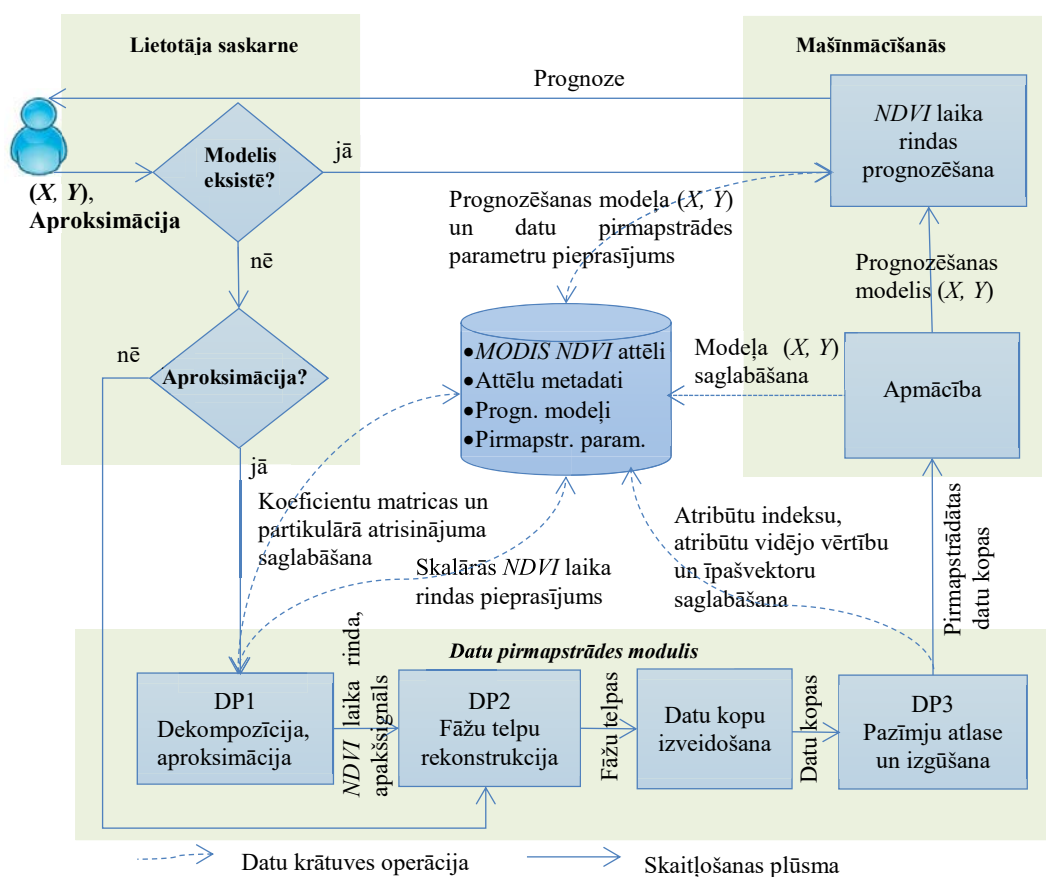 Lietotāja saskarne
Mašīnmācīšanās
Prognoze
NDVI laika
rindas
prognozēšana
Modelis
eksistē?
jā
(X, Y),
Aproksimācija
nē
Prognozēšanas modeļa (X, Y)
un datu pirmapstrādes
parametru pieprasījums
Prognozēšanas
modelis (X, Y)
nē
Aproksimācija?
•MODIS NDVI attēli
•Attēlu metadati
•Progn. modeļi
•Pirmapstr. param.
Modeļa (X, Y)
saglabāšana
Apmācība
jā
Koeficientu matricas un
partikulārā atrisinājuma
saglabāšana
Skalārās NDVI laika
rindas pieprasījums
Atribūtu indeksu,
atribūtu vidējo vērtību
un īpašvektoru
saglabāšana
Pirmapstrādātas
datu kopas
Datu pirmapstrādes modulis
DP1
Dekompozīcija,
aproksimācija
NDVI laika rinda,
apakšsignāls
DP2
Fāžu telpu
rekonstrukcija
Fāžu telpas
Datu kopu
izveidošana
Datu kopas
DP3
Pazīmju atlase
un izgūšana
Datu krātuves operācija
Skaitļošanas plūsma